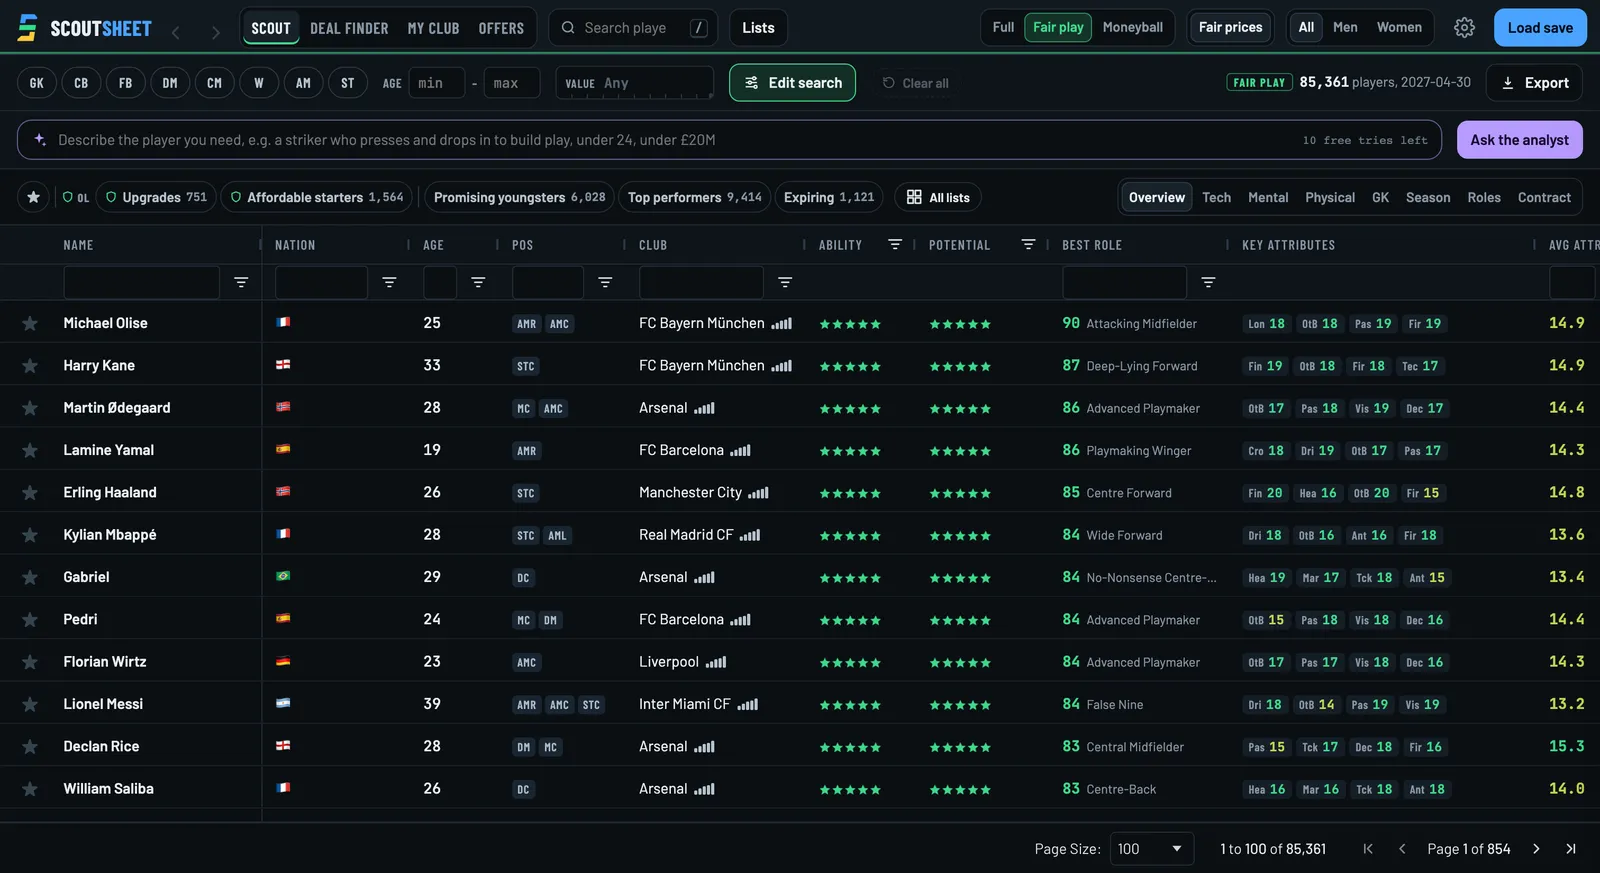 SCOUTSHEET SCOUT DEAL FINDER MY CLUB OFFERS Search playe / Lists Full Fair play Moneyball Fair prices All Men Women Load save
GK CB FB DM CM W AM ST AGE min - max VALUE Any Edit search Clear all FAIR PLAY 85,361 players, 2027-04-30 Export
Describe the player you need, e.g. a striker who presses and drops in to build play, under 24, under £20M 10 free tries left Ask the analyst
OL Upgrades 751 Affordable starters 1,564 Promising youngsters 6,028 Top performers 9,414 Expiring 1,121 All lists Overview Tech Mental Physical GK Season Roles Contract
NAME NATION AGE POS CLUB ABILITY POTENTIAL BEST ROLE KEY ATTRIBUTES AVG ATTR
Michael Olise 25 AMR AMC FC Bayern München 90 Attacking Midfielder Lon 18 OtB 18 Pas 19 Fir 19 14.9
Harry Kane 33 STC FC Bayern München 87 Deep-Lying Forward Fin 19 OtB 18 Fir 18 Tec 17 14.9
Martin Ødegaard 28 MC AMC Arsenal 86 Advanced Playmaker OtB 17 Pas 18 Vis 19 Dec 17 14.4
Lamine Yamal 19 AMR FC Barcelona 86 Playmaking Winger Cro 18 Dri 19 OtB 17 Pas 17 14.3
Erling Haaland 26 STC Manchester City 85 Centre Forward Fin 20 Hea 16 OtB 20 Fir 15 14.8
Kylian Mbappé 28 STC AML Real Madrid CF 84 Wide Forward Dri 18 OtB 16 Ant 16 Fir 18 13.6
Gabriel 29 DC Arsenal 84 No-Nonsense Centre-... Hea 19 Mar 17 Tck 18 Ant 15 13.4
Pedri 24 MC DM FC Barcelona 84 Advanced Playmaker OtB 15 Pas 18 Vis 18 Dec 16 14.4
Florian Wirtz 23 AMC Liverpool 84 Advanced Playmaker OtB 17 Pas 17 Vis 18 Dec 16 14.3
Lionel Messi 39 AMR AMC STC Inter Miami CF 84 False Nine Dri 18 OtB 14 Pas 19 Vis 19 13.2
Declan Rice 28 DM MC Arsenal 83 Central Midfielder Pas 15 Tck 17 Dec 18 Fir 16 15.3
William Saliba 26 DC Arsenal 83 Centre-Back Hea 16 Mar 16 Tck 18 Ant 18 14.0
Page Size: 100 1 to 100 of 85,361 Page 1 of 854